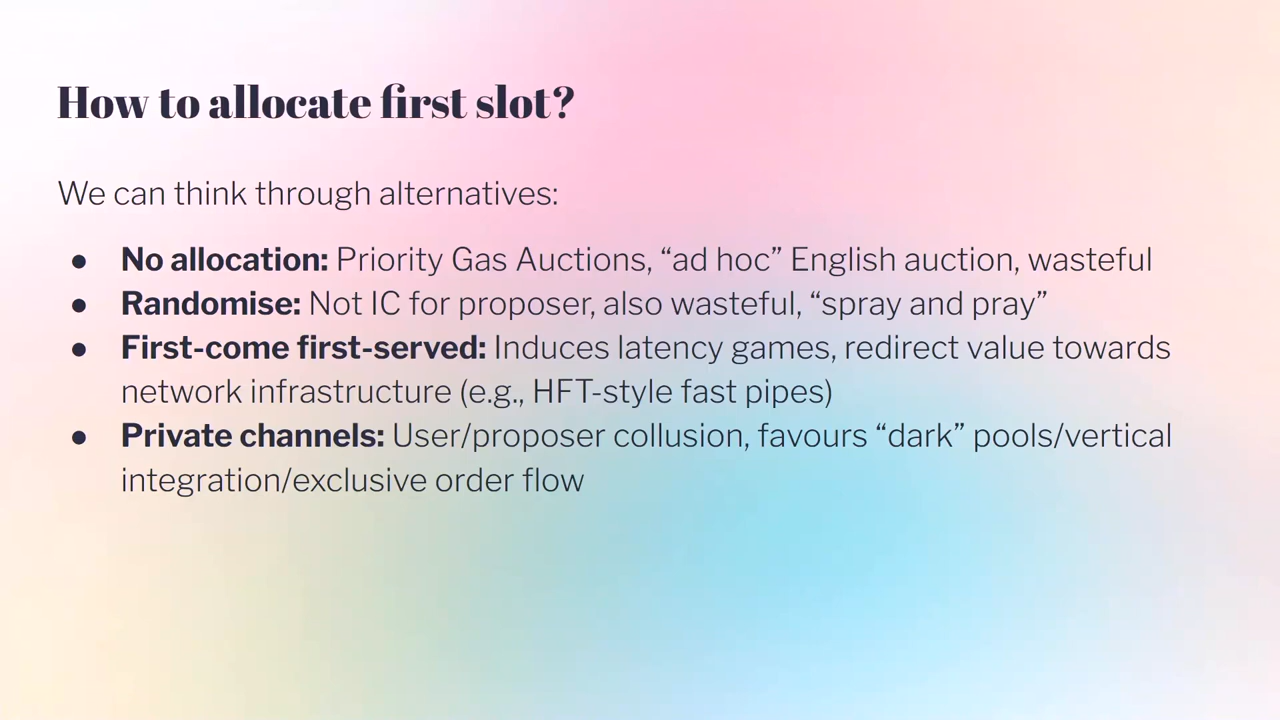 How to allocate first slot?
We can think through alternatives:
● No allocation: Priority Gas Auctions, “ad hoc” English auction, wasteful
● Randomise: Not IC for proposer, also wasteful, “spray and pray”
● First-come first-served: Induces latency games, redirect value towards
network infrastructure (e.g., HFT-style fast pipes)
● Private channels: User/proposer collusion, favours “dark” pools/vertical
integration/exclusive order flow